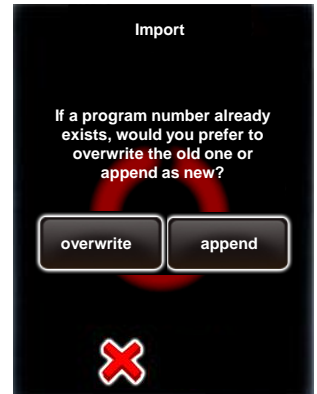 Import
If a program number already
exists, would you prefer to
overwrite the old one or
append as new?
overwrite append